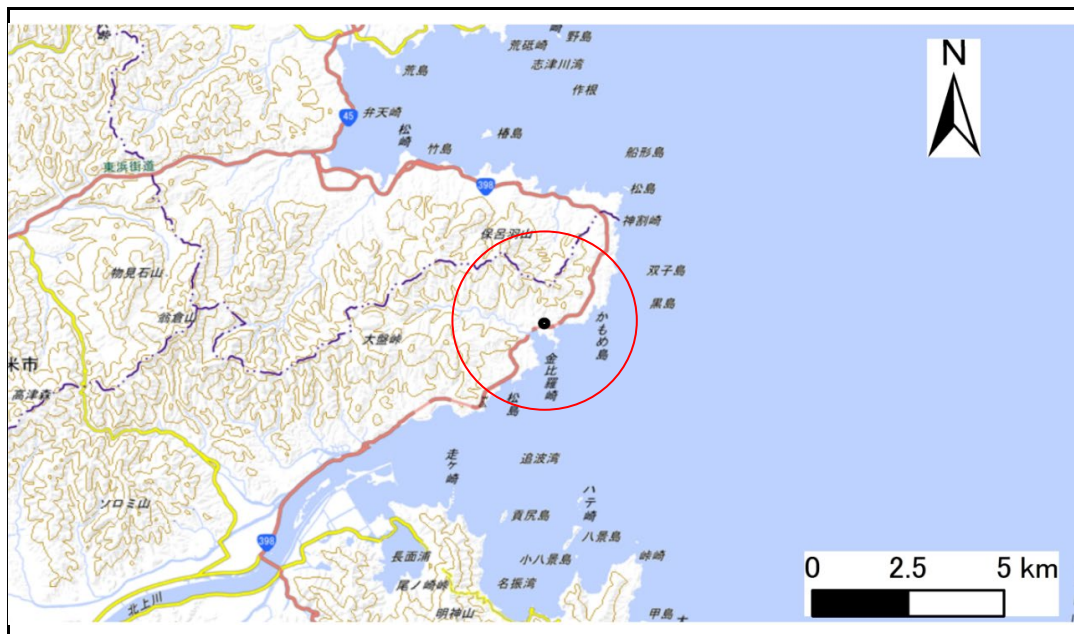 荒砥崎
野島
志津川湾
荒島
作根
N
45
弁天崎
松崎
椿島
竹島
船形島
東浜街道
398
松島
神割崎
保呂羽山
物見石山
双子島
黒島
翁倉山
かもめ島
大盤峠
米市
金比羅崎
高津森
松島
走ヶ崎
追波湾
ソロミ山
ハテ崎
貢尻島
398
八景島
長面浦
小八景島
峠崎
尾ノ崎峠
名振湾
北上川
明神山
甲島
0 2.5 5 km